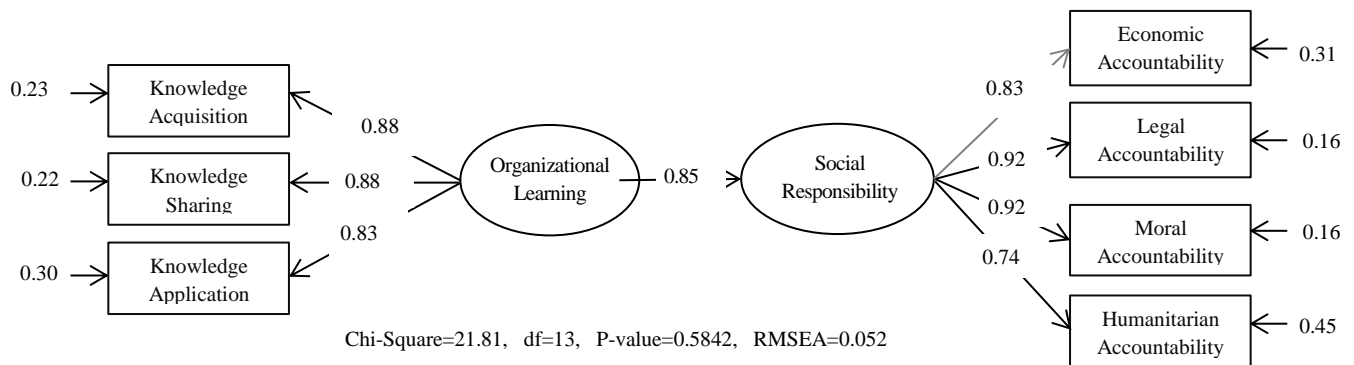 0.23
Knowledge
Acquisition
0.88
0.22
Knowledge
Sharing
0.88
0.30
Knowledge
Application
0.83
Organizational
Learning
0.85
Social
Responsibility
0.83
Economic
Accountability
0.31
0.92
Legal
Accountability
0.16
0.92
Moral
Accountability
0.16
0.74
Humanitarian
Accountability
0.45
Chi-Square=21.81, df=13, P-value=0.5842, RMSEA=0.052